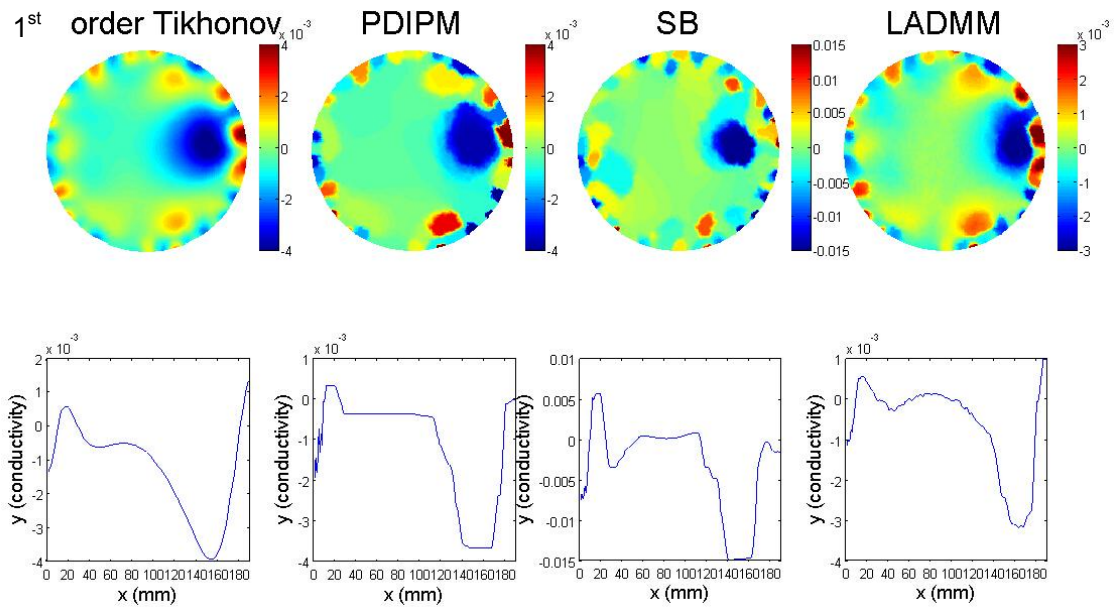 1st order Tikhonov PDIPM SB LADMM
x 10-3 x 10-3 x 10-3
4 4 0.015 3
2 2 0.01 2
0.005 1
0 0 0 0
-0.005 -1
-2 -2 -0.01 -2
-4 -4 -0.015 -3
x 10-3
2
1
0
-1
-2
-3
-4
y (conductivity)
0 20 40 60 80 100120140160180
x (mm)
x 10-3
1
0
-1
-2
-3
-4
y (conductivity)
0 20 40 60 80 100120140160180
x (mm)
0.01
0.005
0
-0.005
-0.01
-0.015
y (conductivity)
0 20 40 60 80 100120140160180
x (mm)
x 10-3
1
0
-1
-2
-3
-4
y (conductivity)
0 20 40 60 80 100120140160180
x (mm)